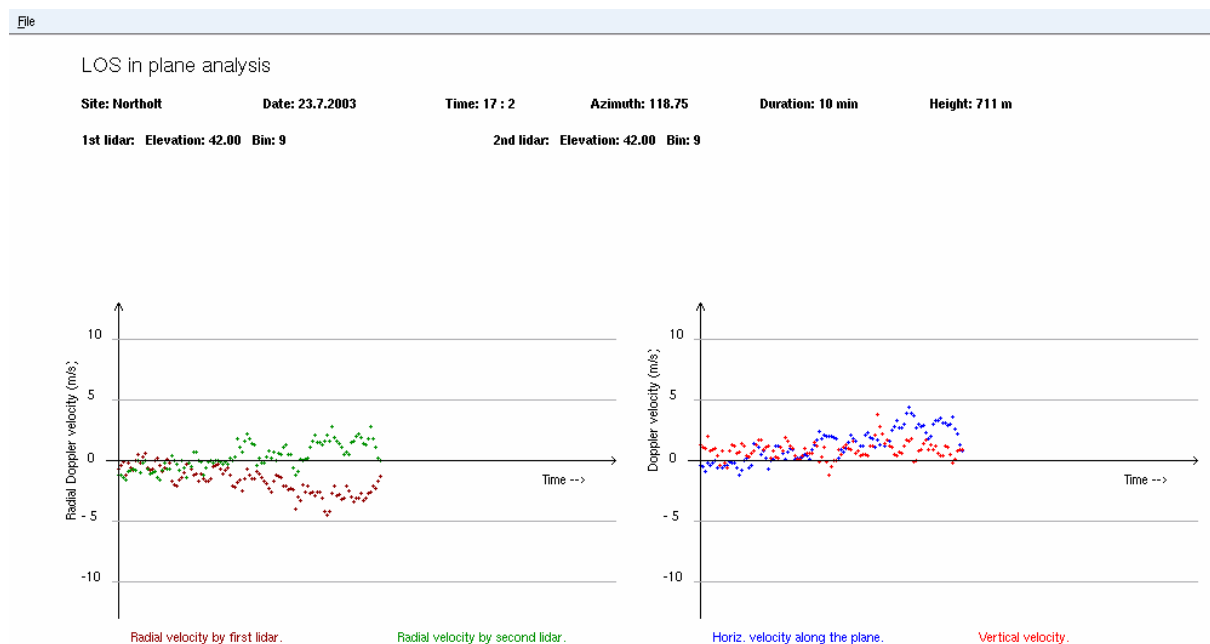 File
LOS in plane analysis
Site: Northolt Date: 23.7.2003 Time: 17 : 2 Azimuth: 118.75 Duration: 10 min Height: 711 m
1st lidar: Elevation: 42.00 Bin: 9 2nd lidar: Elevation: 42.00 Bin: 9
Radial Doppler velocity (m/s)
10
5
0
- 5
-10
Time -->
Radial velocity by first lidar. Radial velocity by second lidar.
Doppler velocity (m/s)
10
5
0
- 5
-10
Time -->
Horiz. velocity along the plane. Vertical velocity.